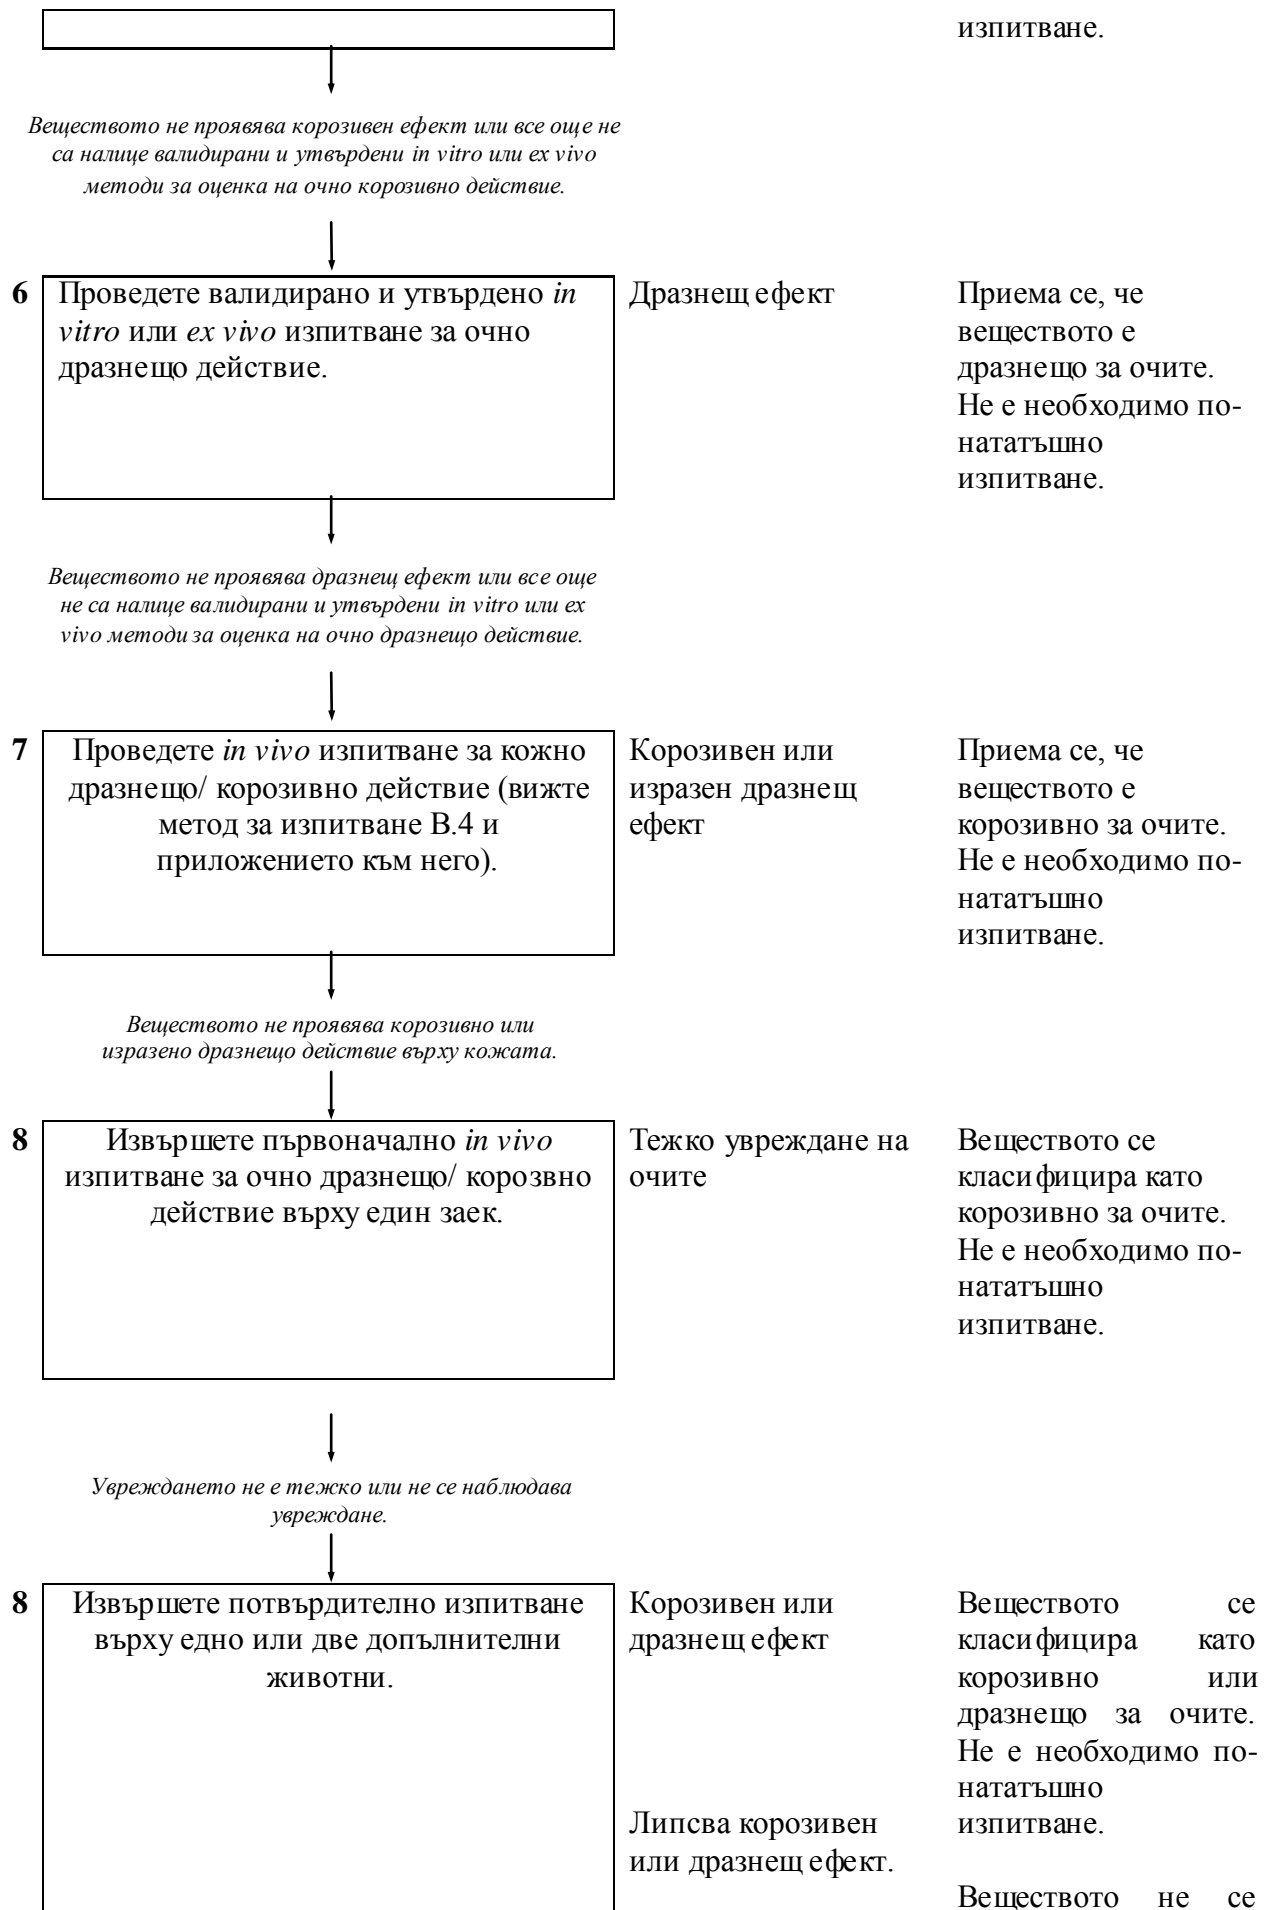 изпитване.
Веществото не проявява корозивен ефект или все още не
са налице валидирани и утвърдени in vitro или ex vivo
методи за оценка на очно корозивно действие.
6
Проведете валидирано и утвърдено in
vitro или ex vivo изпитване за очно
дразнещо действие.
Дразнещ ефект
Приема се, че
веществото е
дразнещо за очите.
Не е необходимо по-
нататъшно
изпитване.
Веществото не проявява дразнещ ефект или все още
не са налице валидирани и утвърдени in vitro или ex
vivo методи за оценка на очно дразнещо действие.
7
Проведете in vivo изпитване за кожно
дразнещо/ корозивно действие (вижте
метод за изпитване B.4 и
приложението към него).
Корозивен или
изразен дразнещ
ефект
Приема се, че
веществото е
корозивно за очите.
Не е необходимо по-
нататъшно
изпитване.
Веществото не проявява корозивно или
изразено дразнещо действие върху кожата.
8
Извършете първоначално in vivo
изпитване за очно дразнещо/ корозвно
действие върху един заек.
Тежко увреждане на
очите
Веществото се
класифицира като
корозивно за очите.
Не е необходимо по-
нататъшно
изпитване.
Увреждането не е тежко или не се наблюдава
увреждане.
8
Извършете потвърдително изпитване
върху едно или две допълнителни
животни.
Корозивен или
дразнещ ефект
Веществото се
класифицира като
корозивно или
дразнещо за очите.
Не е необходимо по-
нататъшно
изпитване.
Липсва корозивен
или дразнещ ефект.
Веществото не се